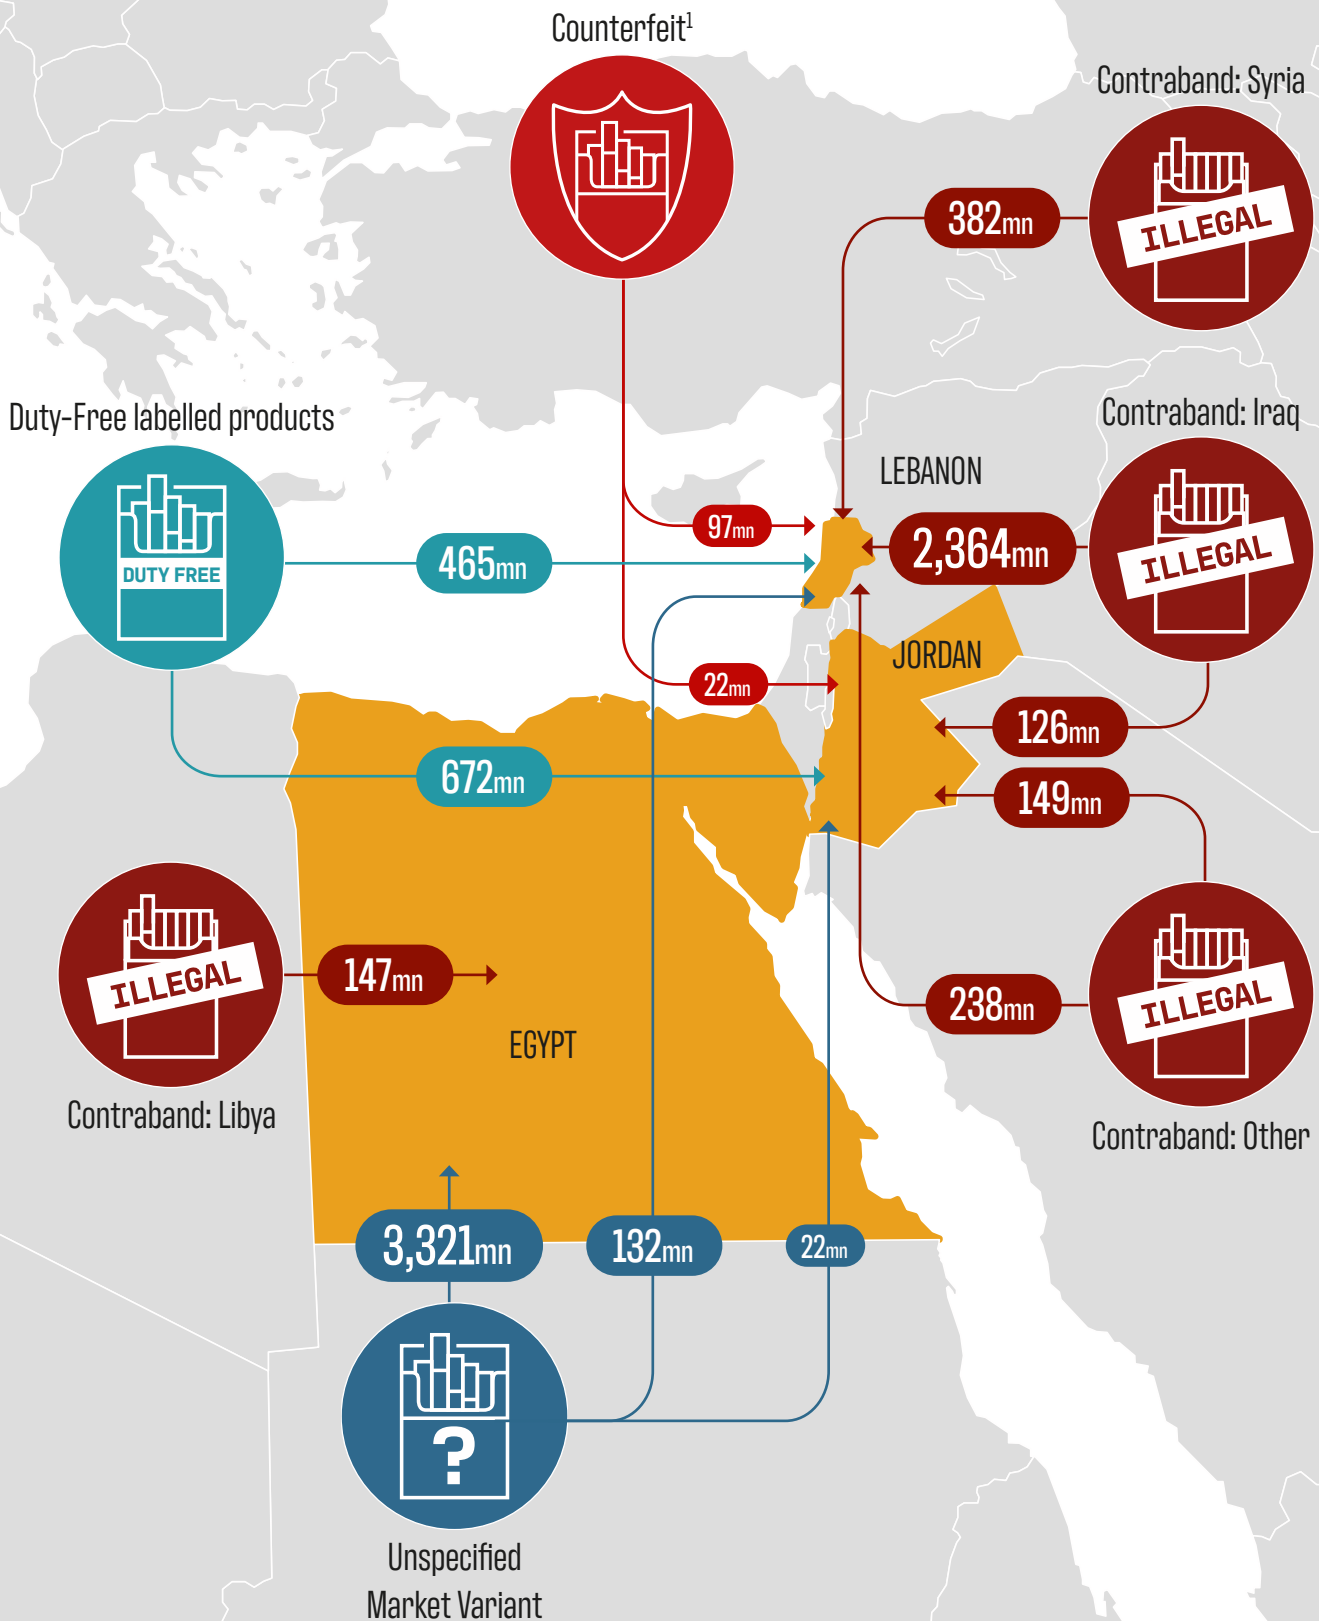 Counterfeit¹
Contraband: Syria
ILLEGAL
382mn
Duty-Free labelled products
Contraband: Iraq
LEBANON
ILLEGAL
97mn
2,364mn
DUTY FREE
465mn
JORDAN
22mn
126mn
672mn
149mn
ILLEGAL
147mn
ILLEGAL
238mn
EGYPT
Contraband: Libya
Contraband: Other
3,321mn
132mn
22mn
?
Unspecified
Market Variant